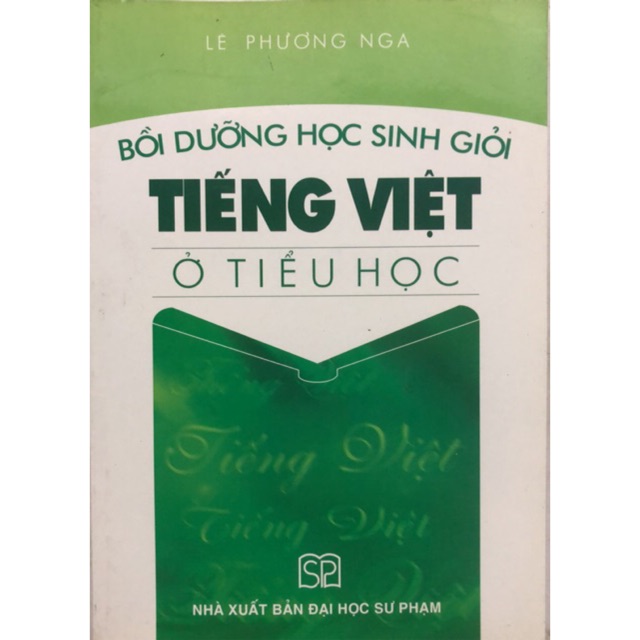 LÊ PHƯƠNG NGA
BỒI DƯỠNG HỌC SINH GIỎI
TIẾNG VIỆT
Ở TIỂU HỌC
Tiếng Việt
Tiếng Việt
SP
NHÀ XUẤT BẢN ĐẠI HỌC SƯ PHẠM